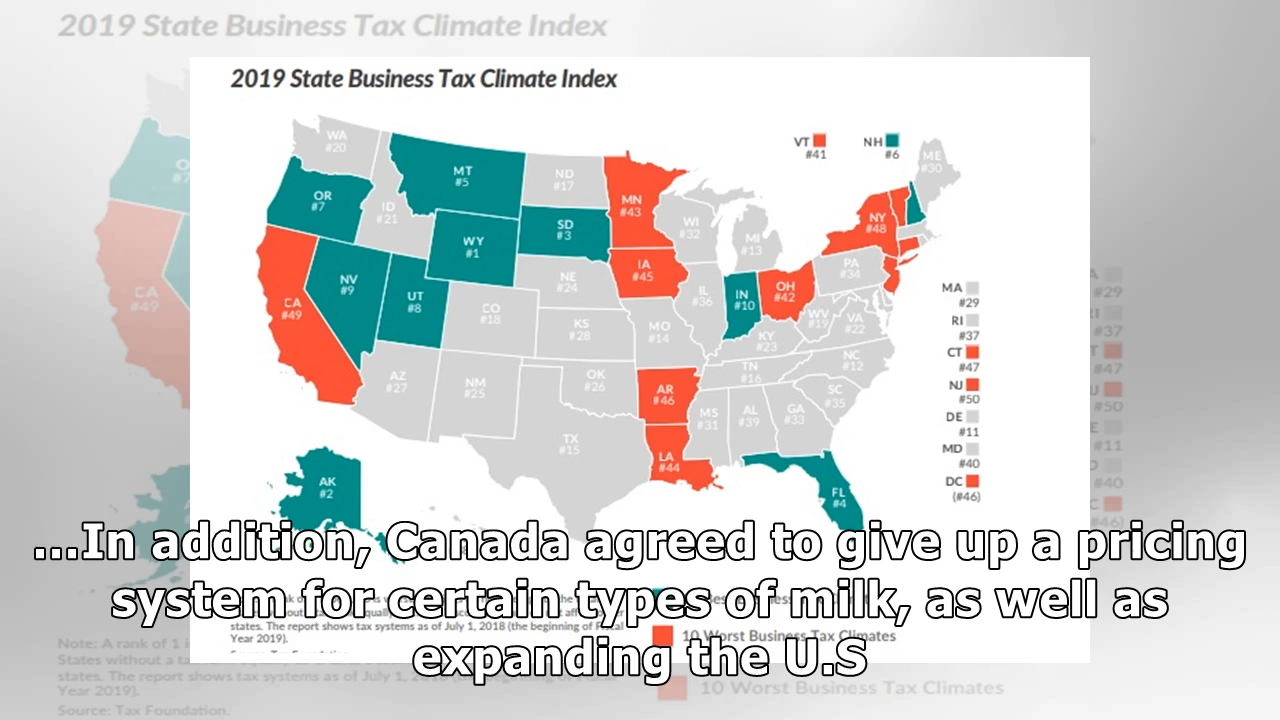 2019 State Business Tax Climate Index
2019 State Business Tax Climate Index
WA
#20
MT
#5
ND
#17
MN
#43
VT
#41
NH
#6
ME
#30
OR
#7
ID
#21
SD
#3
WI
#32
NY
#48
WY
#1
MI
#13
NV
#9
UT
#8
NE
#24
IA
#45
IL
#36
IN
#10
OH
#42
PA
#34
CA
#49
CO
#18
KS
#28
MO
#14
WV
#19
VA
#22
KY
#23
AZ
#27
NM
#25
OK
#26
AR
#46
TN
#16
NC
#12
SC
#35
MS
#31
AL
#39
GA
#33
TX
#15
LA
#44
AK
#2
FL
#4
MA
#29
RI
#37
CT
#47
NJ
#50
DE
#11
MD
#40
DC
(#46)
CA
#49
#29
#37
#47
#50
#11
#40
...In addition, Canada agreed to give up a pricing
system for certain types of milk, as well as
expanding the U.S
states. The report shows tax systems as of July 1, 2018 (the beginning of Fiscal
Year 2019).
10 Worst Business Tax Climates
Note: A rank of 1 i
States without a ta
states. The report shows tax systems as of July 1,
Year 2019).
Source: Tax Foundation.
10 Worst Business Tax Climates